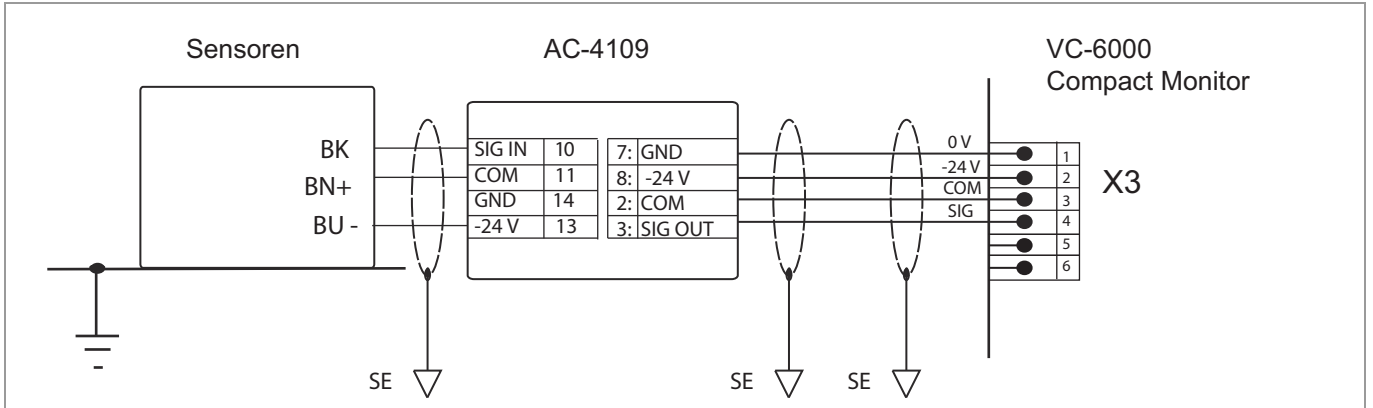 Sensoren
AC-4109
VC-6000
Compact Monitor
BK
BN+
BU -
SIG IN 10
COM 11
GND 14
-24 V 13
7: GND
8: -24 V
2: COM
3: SIG OUT
0 V
-24 V
COM
SIG
1
2
3
4
5
6
X3
SE
SE
SE